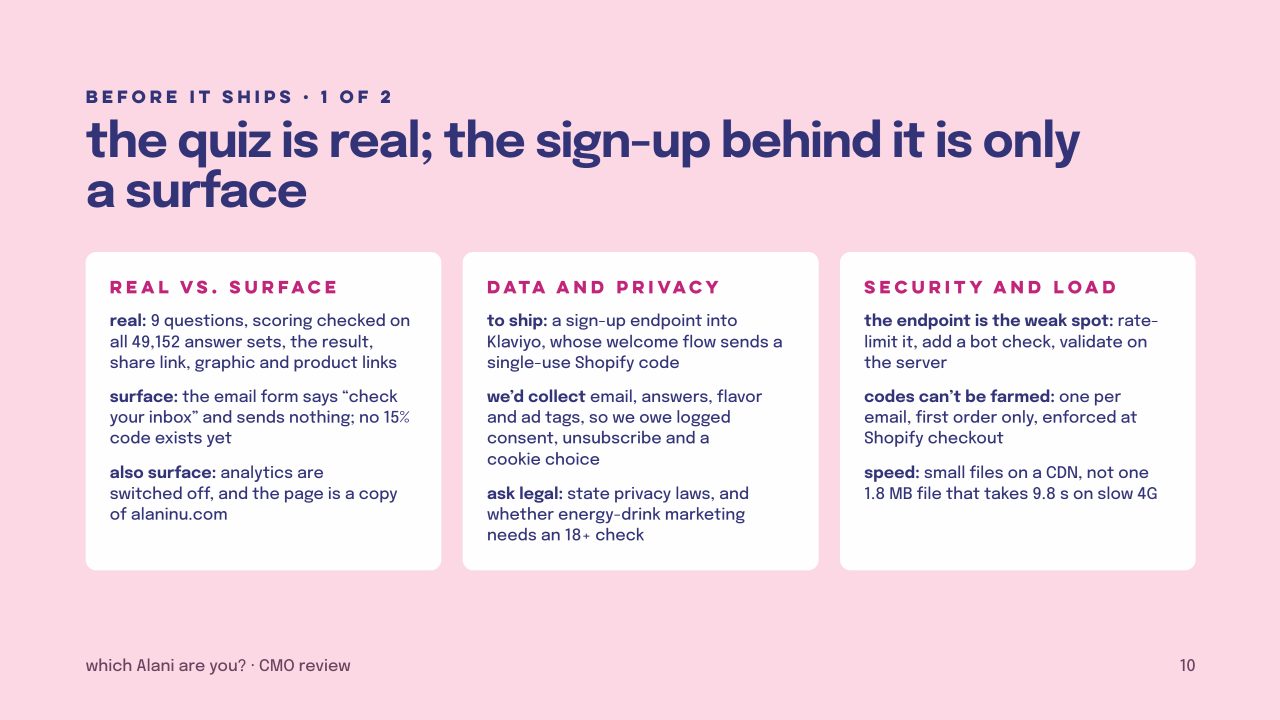 BEFORE IT SHIPS · 1 OF 2
the quiz is real; the sign-up behind it is only
a surface
REAL VS. SURFACE
real: 9 questions, scoring checked on
all 49,152 answer sets, the result,
share link, graphic and product links
surface: the email form says “check
your inbox” and sends nothing; no 15%
code exists yet
also surface: analytics are
switched off, and the page is a copy
of alaninu.com
DATA AND PRIVACY
to ship: a sign-up endpoint into
Klaviyo, whose welcome flow sends a
single-use Shopify code
we’d collect email, answers, flavor
and ad tags, so we owe logged
consent, unsubscribe and a
cookie choice
ask legal: state privacy laws, and
whether energy-drink marketing
needs an 18+ check
SECURITY AND LOAD
the endpoint is the weak spot: rate-
limit it, add a bot check, validate on
the server
codes can’t be farmed: one per
email, first order only, enforced at
Shopify checkout
speed: small files on a CDN, not one
1.8 MB file that takes 9.8 s on slow 4G
which Alani are you? · CMO review
10